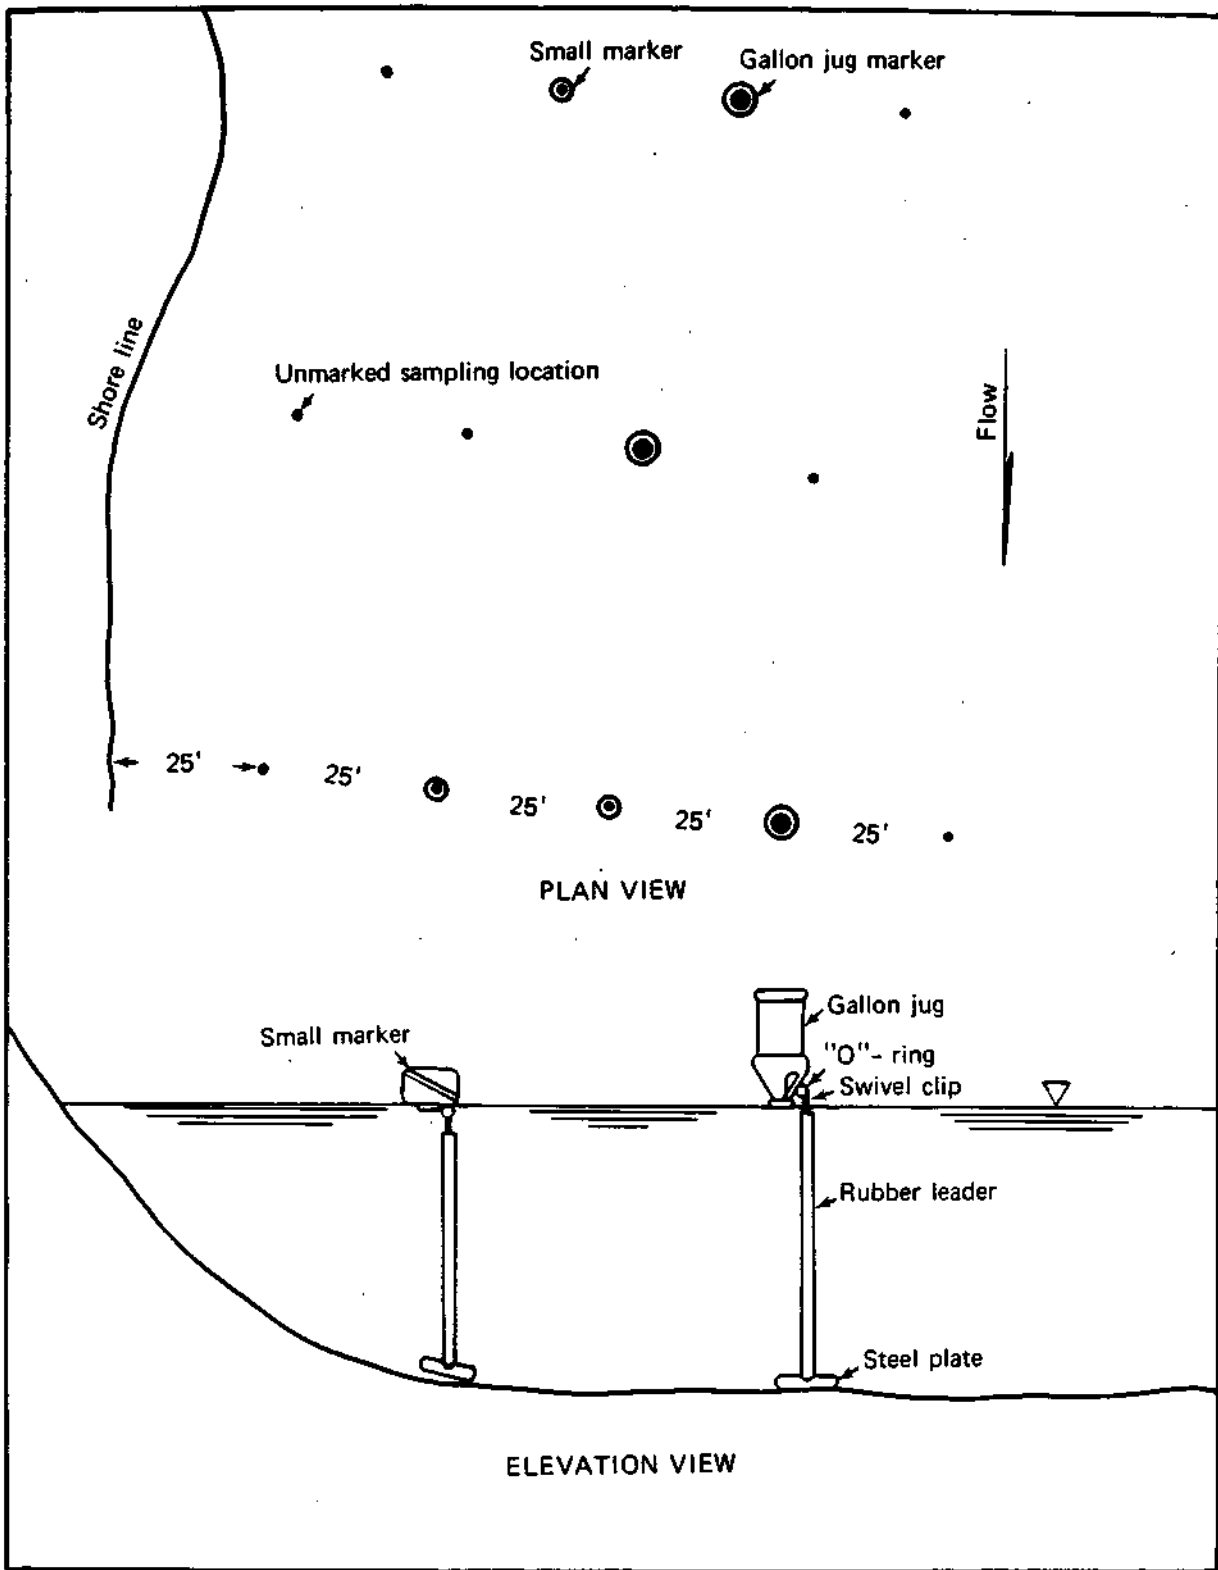 Small marker
Gallon jug marker
Shore line
Unmarked sampling location
Flow
25'
25'
25'
25'
25'
PLAN VIEW
Small marker
Gallon jug
"O"- ring
Swivel clip
Rubber leader
Steel plate
ELEVATION VIEW